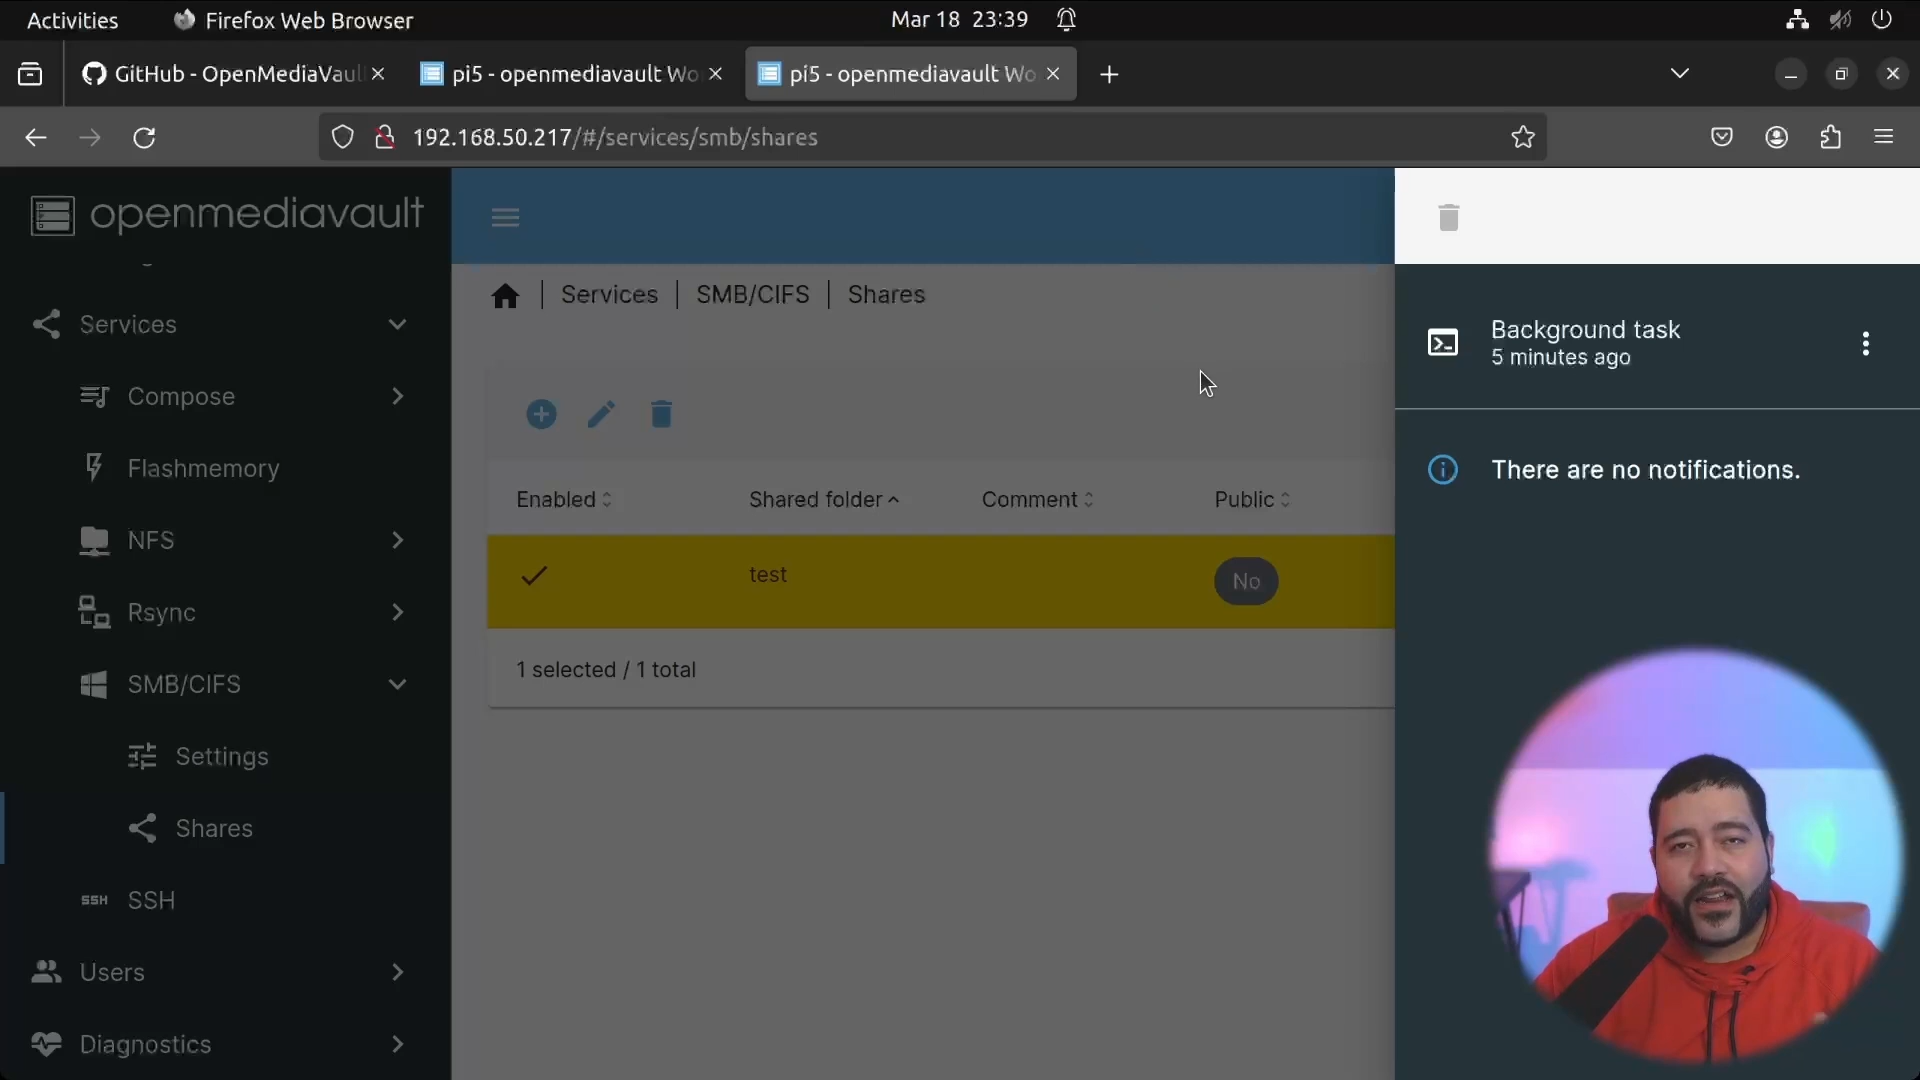 Activities
Firefox Web Browser
Mar 18 23:39
GitHub - OpenMediaVaul
pi5 - openmediavault Wo
pi5 - openmediavault Wo
192.168.50.217/#/services/smb/shares
openmediavault
Services
Compose
Flashmemory
NFS
Rsync
SMB/CIFS
Settings
Shares
SSH
SSH
Users
Diagnostics
Services | SMB/CIFS | Shares
Enabled
Shared folder
Comment
Public
test
No
1 selected / 1 total
Background task
5 minutes ago
There are no notifications.